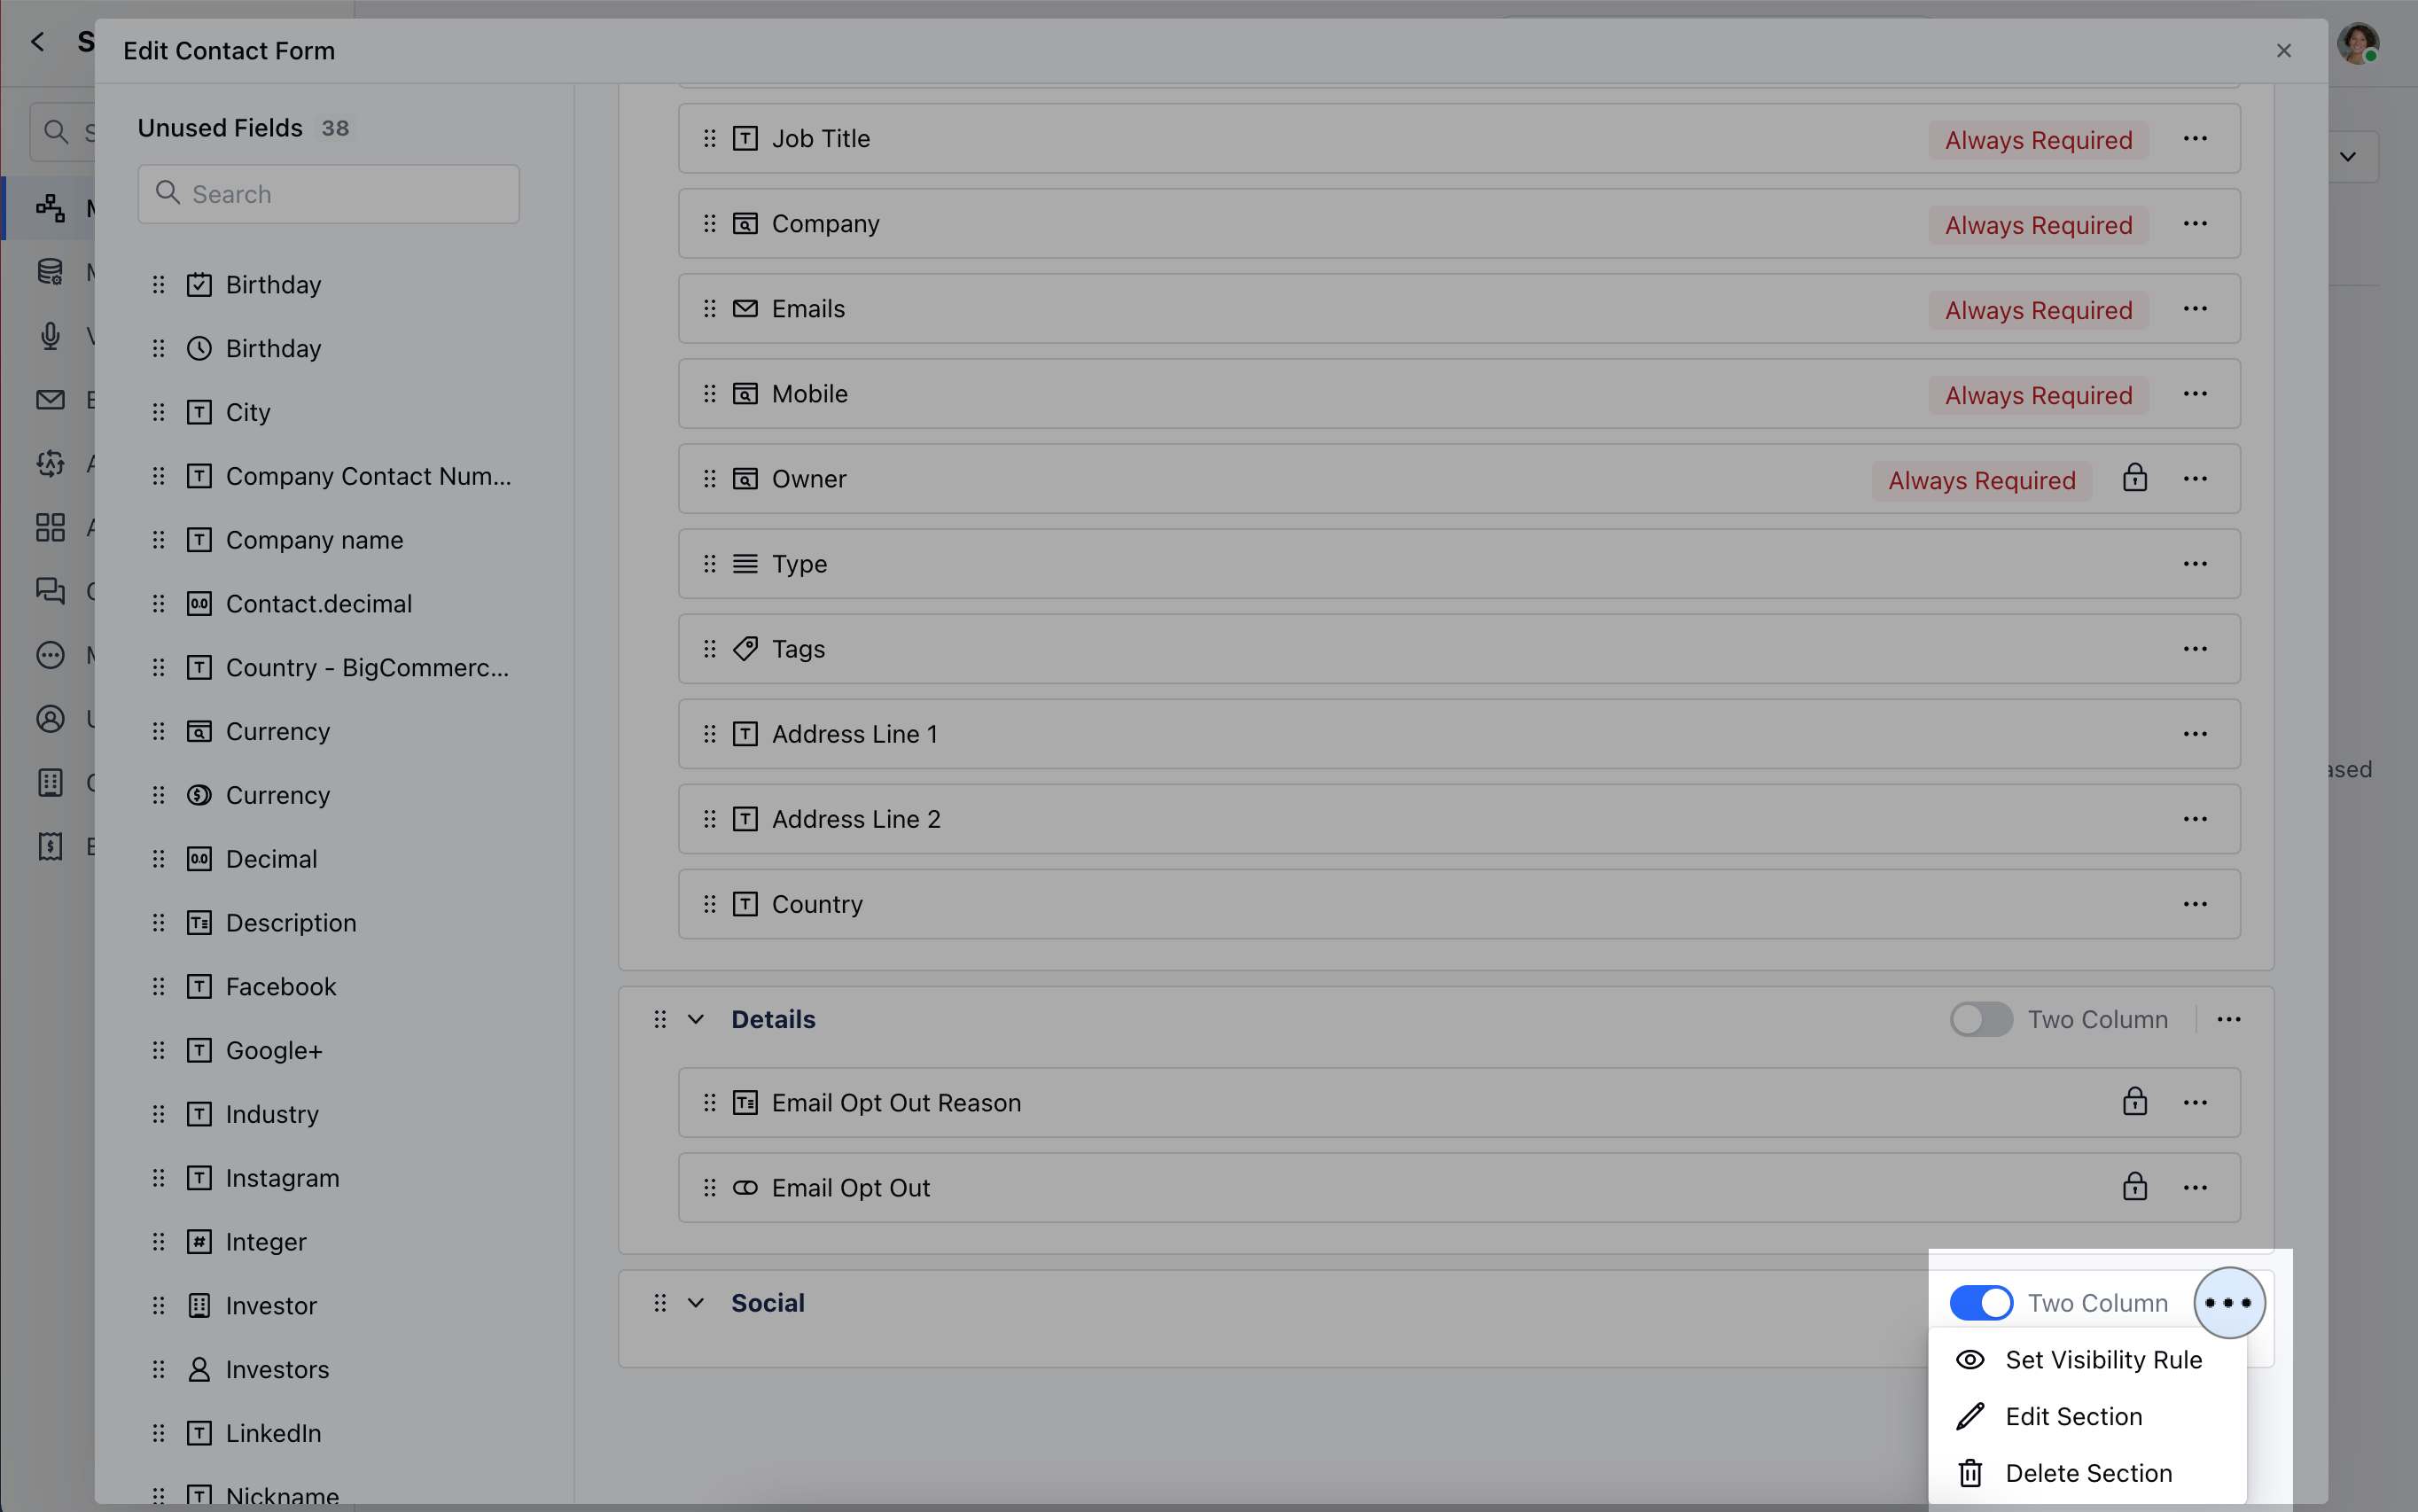 Edit Contact Form
Unused Fields 38
Search
Birthday
Birthday
City
Company Contact Num...
Company name
Contact.decimal
Country - BigCommerc...
Currency
Currency
Decimal
Description
Facebook
Google+
Industry
Instagram
Integer
Investor
Investors
LinkedIn
Nickname
Job Title Always Required
Company Always Required
Emails Always Required
Mobile Always Required
Owner Always Required
Type
Tags
Address Line 1
Address Line 2
Country
Details Two Column
Email Opt Out Reason
Email Opt Out
Social Two Column
Set Visibility Rule
Edit Section
Delete Section